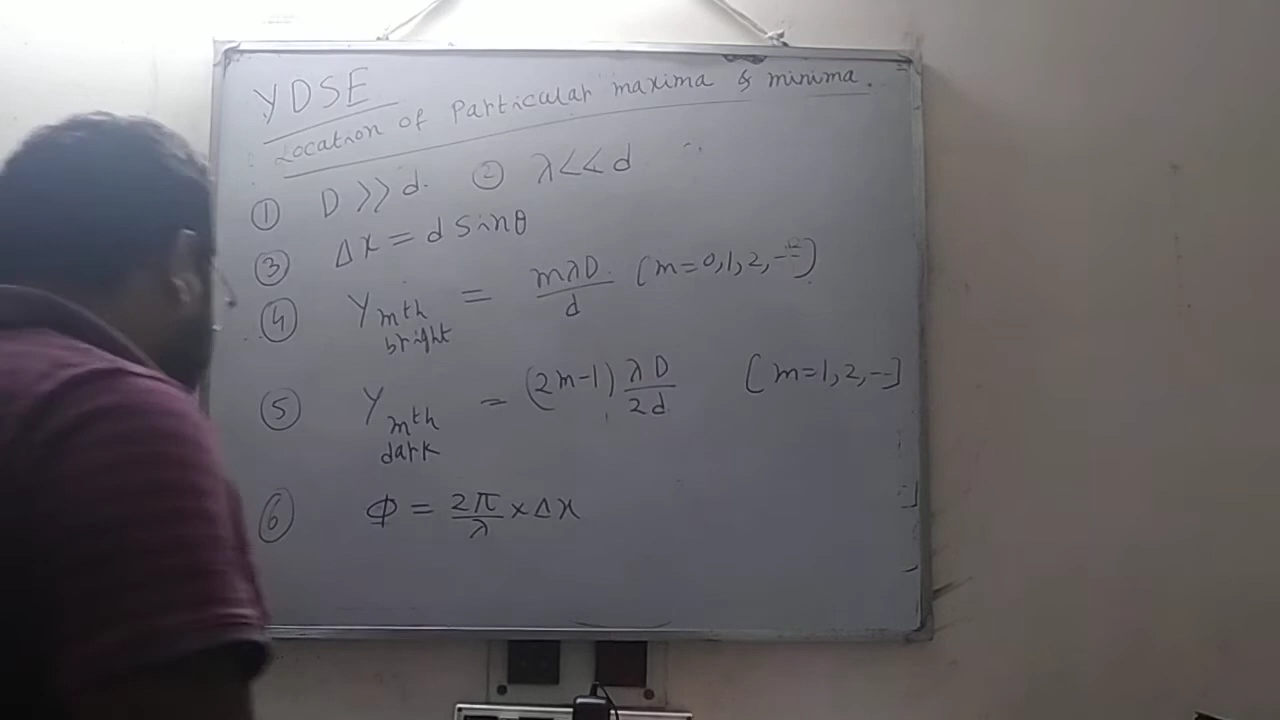 YDSE
Location of Particular maxima & minima.
① D >> d. ② λ << d
③ Δx = d sinθ
④ Y mth bright = mλD/d (m=0,1,2,--)
⑤ Y mth dark = (2m-1) λD/2d [m=1,2,--]
⑥ Φ = 2π/λ × Δx